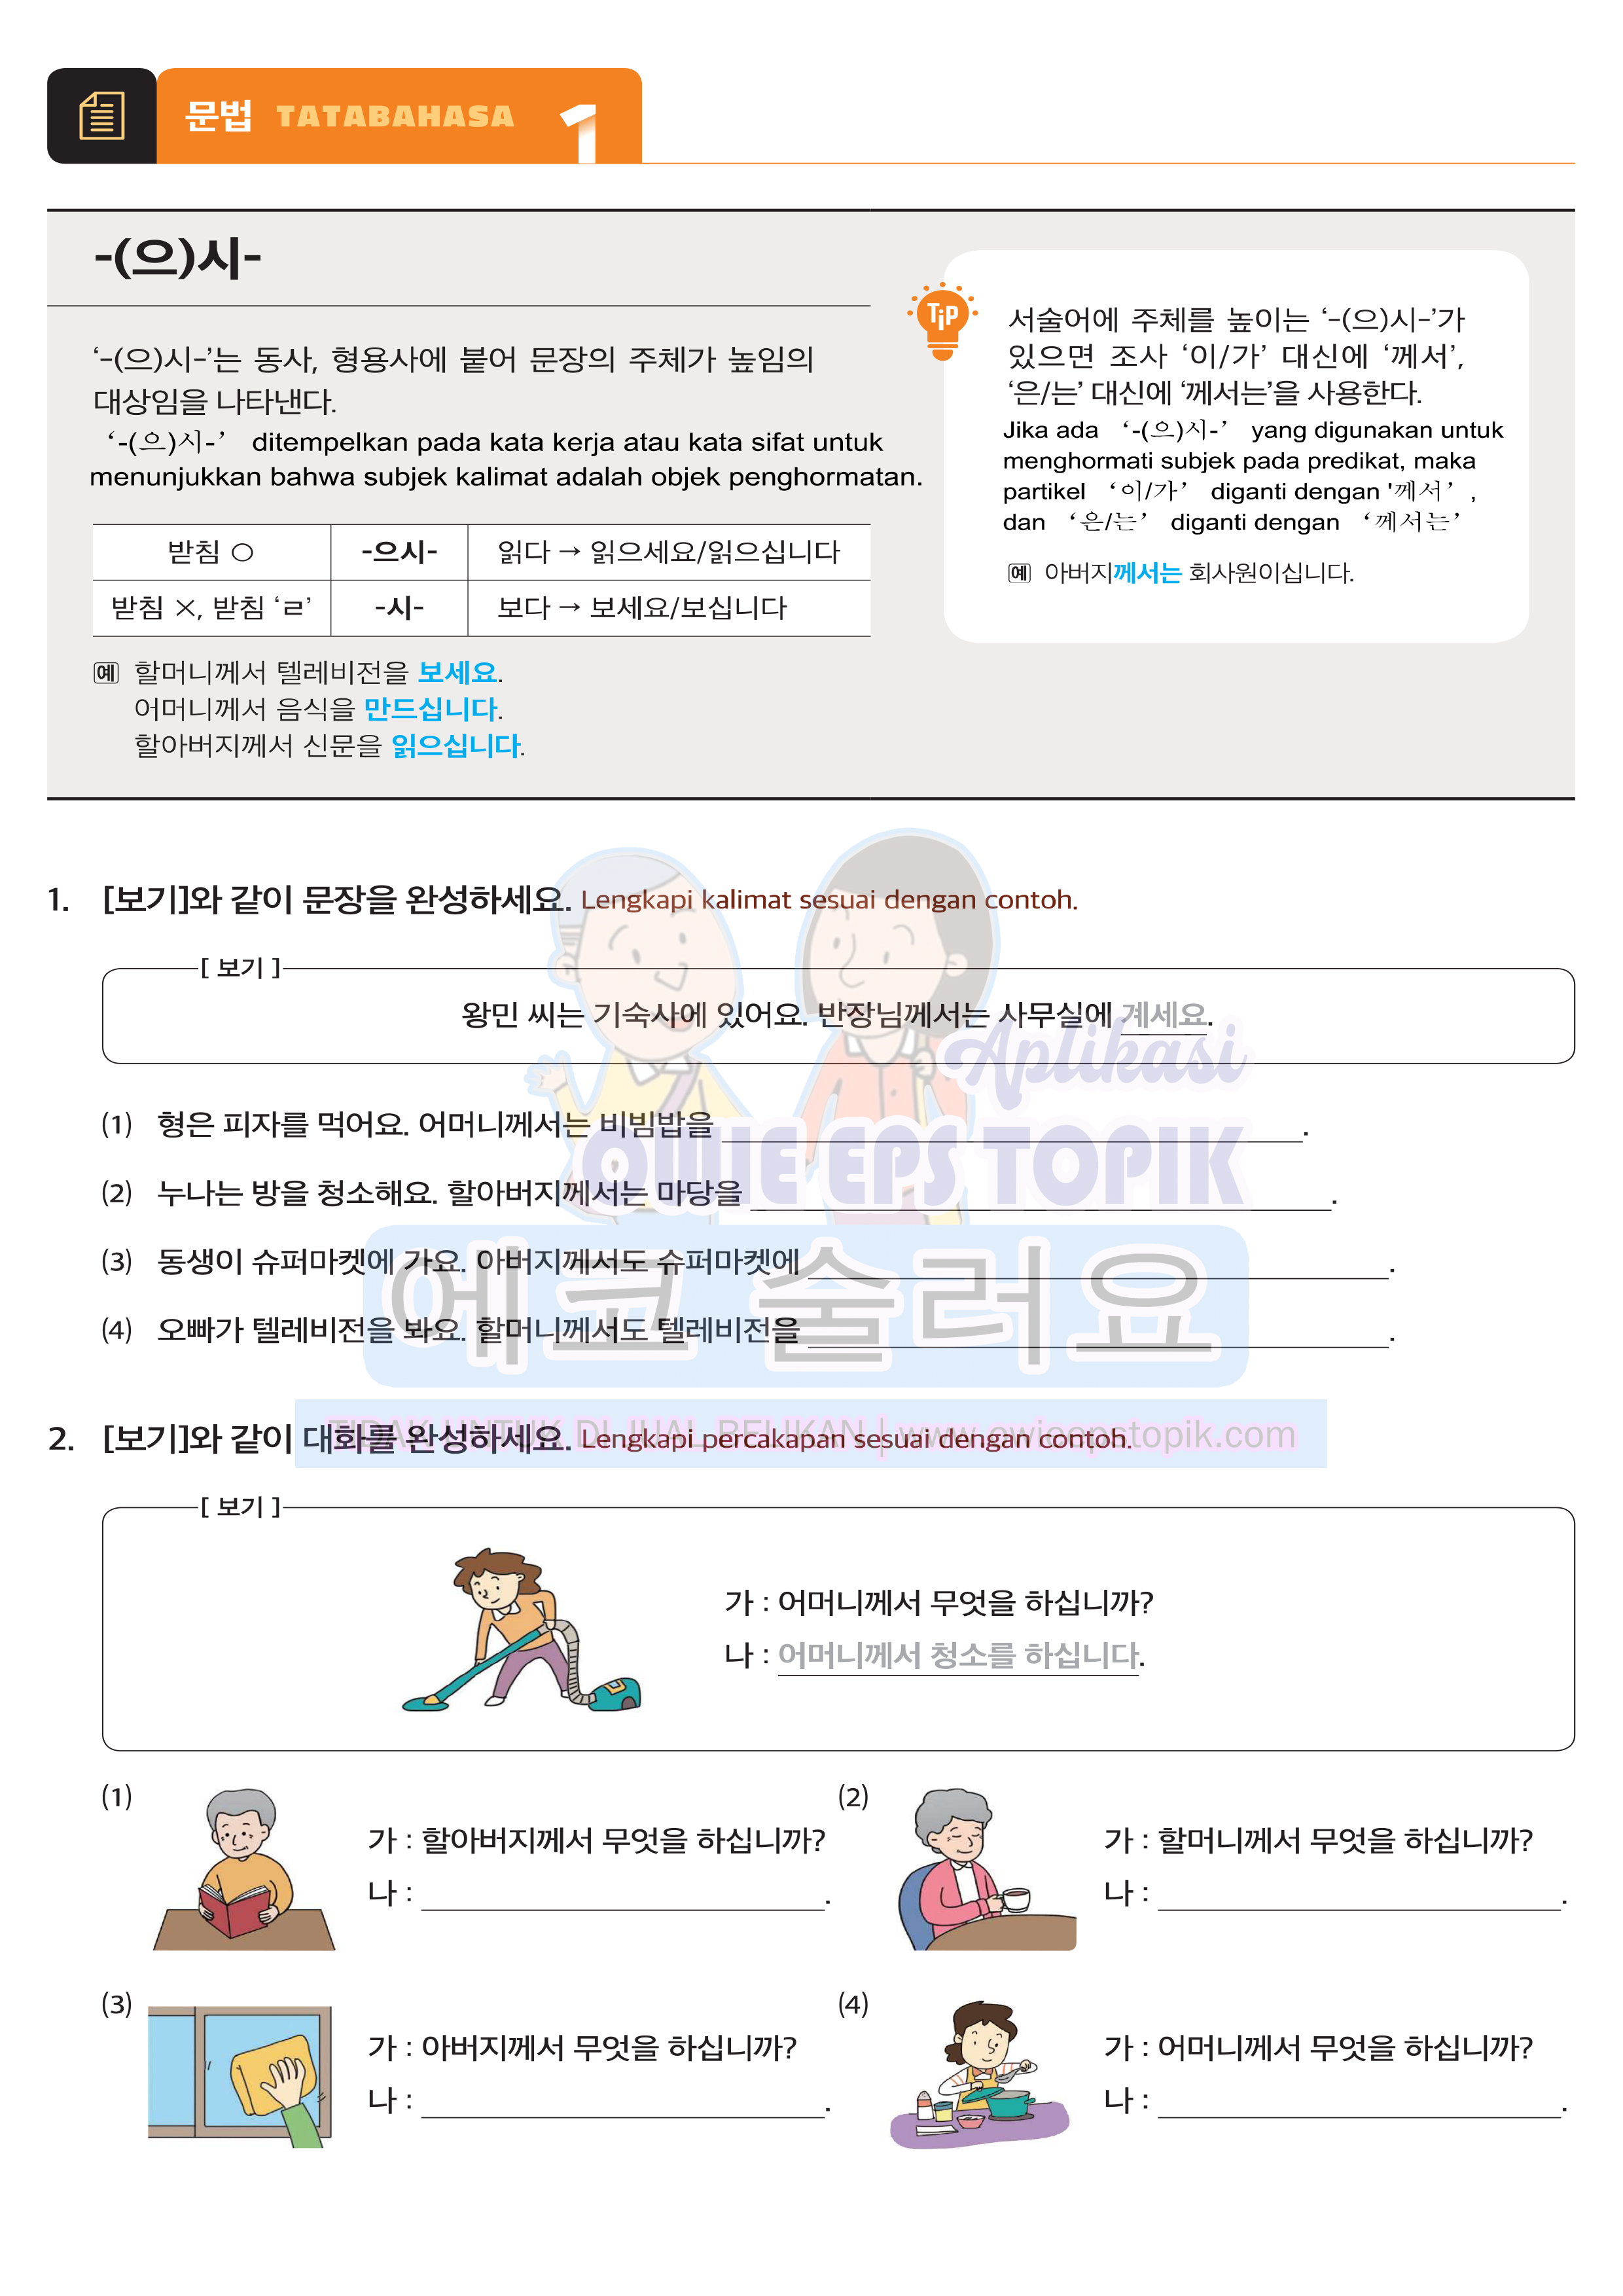 문법 TATABAHASA 1
-(으)시-
‘-(으)시-’는 동사, 형용사에 붙어 문장의 주체가 높임의
대상임을 나타낸다.
‘-(으)시-’ ditempelkan pada kata kerja atau kata sifat untuk
menunjukkan bahwa subjek kalimat adalah objek penghormatan.
받침 ○ -으시- 읽다 → 읽으세요/읽으십니다
받침 ×, 받침 ‘ㄹ’ -시- 보다 → 보세요/보십니다
예 할머니께서 텔레비전을 보세요.
어머니께서 음식을 만드십니다.
할아버지께서 신문을 읽으십니다.
TiP
서술어에 주체를 높이는 ‘-(으)시-’가
있으면 조사 ‘이/가’ 대신에 ‘께서’,
‘은/는’ 대신에 ‘께서는’을 사용한다.
Jika ada ‘-(으)시-’ yang digunakan untuk
menghormati subjek pada predikat, maka
partikel ‘이/가’ diganti dengan '께서’,
dan ‘은/는’ diganti dengan ‘께서는’
예 아버지께서는 회사원이십니다.
1. [보기]와 같이 문장을 완성하세요. Lengkapi kalimat sesuai dengan contoh.
[ 보기 ]
왕민 씨는 기숙사에 있어요. 반장님께서는 사무실에 계세요.
Aplikasi
(1) 형은 피자를 먹어요. 어머니께서는 비빔밥을 ______.
OWIE EPS TOPIK
(2) 누나는 방을 청소해요. 할아버지께서는 마당을 ______.
(3) 동생이 슈퍼마켓에 가요. 아버지께서도 슈퍼마켓에 ______.
에코 술러요
(4) 오빠가 텔레비전을 봐요. 할머니께서도 텔레비전을 ______.
TIDAK UNTUK DI JUAL BELIKAN | www.owieepstopik.com
2. [보기]와 같이 대화를 완성하세요. Lengkapi percakapan sesuai dengan contoh.
[ 보기 ]
가 : 어머니께서 무엇을 하십니까?
나 : 어머니께서 청소를 하십니다.
(1)
가 : 할아버지께서 무엇을 하십니까?
나 : ______.
(2)
가 : 할머니께서 무엇을 하십니까?
나 : ______.
(3)
가 : 아버지께서 무엇을 하십니까?
나 : ______.
(4)
가 : 어머니께서 무엇을 하십니까?
나 : ______.